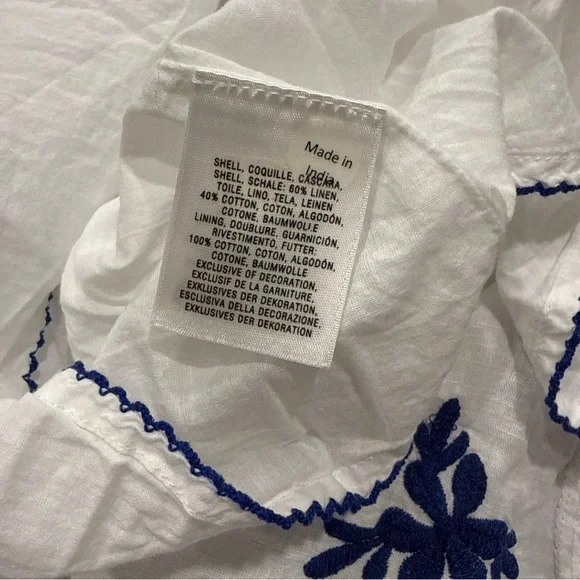 Made in
India
SHELL, COQUILLE, CASCARA,
SHELL, SCHALE: 60% LINEN,
TOILE, LINO, TELA, LEINEN
40% COTTON, COTON, ALGODÓN,
COTONE, BAUMWOLLE
LINING, DOUBLURE, GUARNICIÓN,
RIVESTIMENTO, FUTTER:
100% COTTON, COTON, ALGODÓN,
COTONE, BAUMWOLLE
EXCLUSIVE OF DECORATION,
EXCLUSIF DE LA GARNITURE,
EXKLUSIVES DER DEKORATION,
ESCLUSIVA DELLA DECORAZIONE,
EXKLUSIVES DER DEKORATION